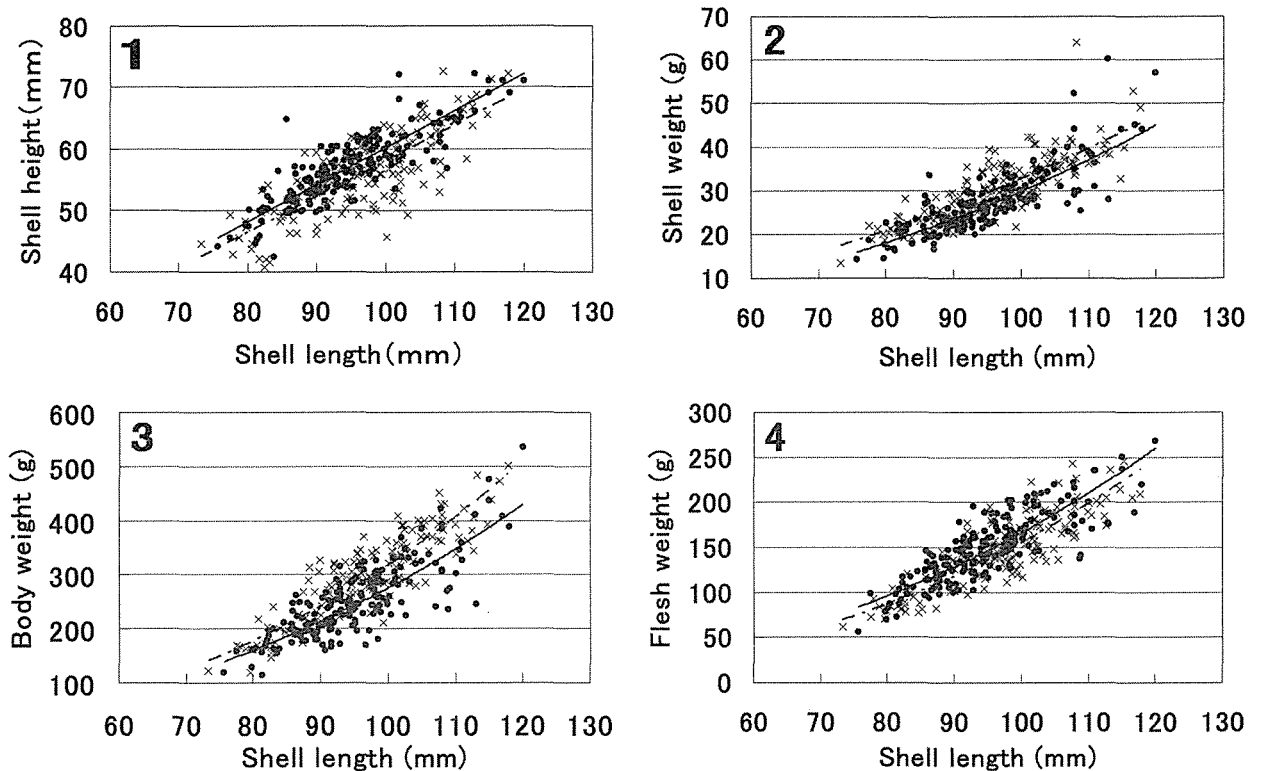 1
Shell height(mm)
80
70
60
50
40
60 70 80 90 100 110 120 130
Shell length(mm)
2
Shell weight (g)
70
60
50
40
30
20
10
60 70 80 90 100 110 120 130
Shell length (mm)
3
Body weight (g)
600
500
400
300
200
100
60 70 80 90 100 110 120 130
Shell length (mm)
4
Flesh weight (g)
300
250
200
150
100
50
0
60 70 80 90 100 110 120 130
Shell length (mm)